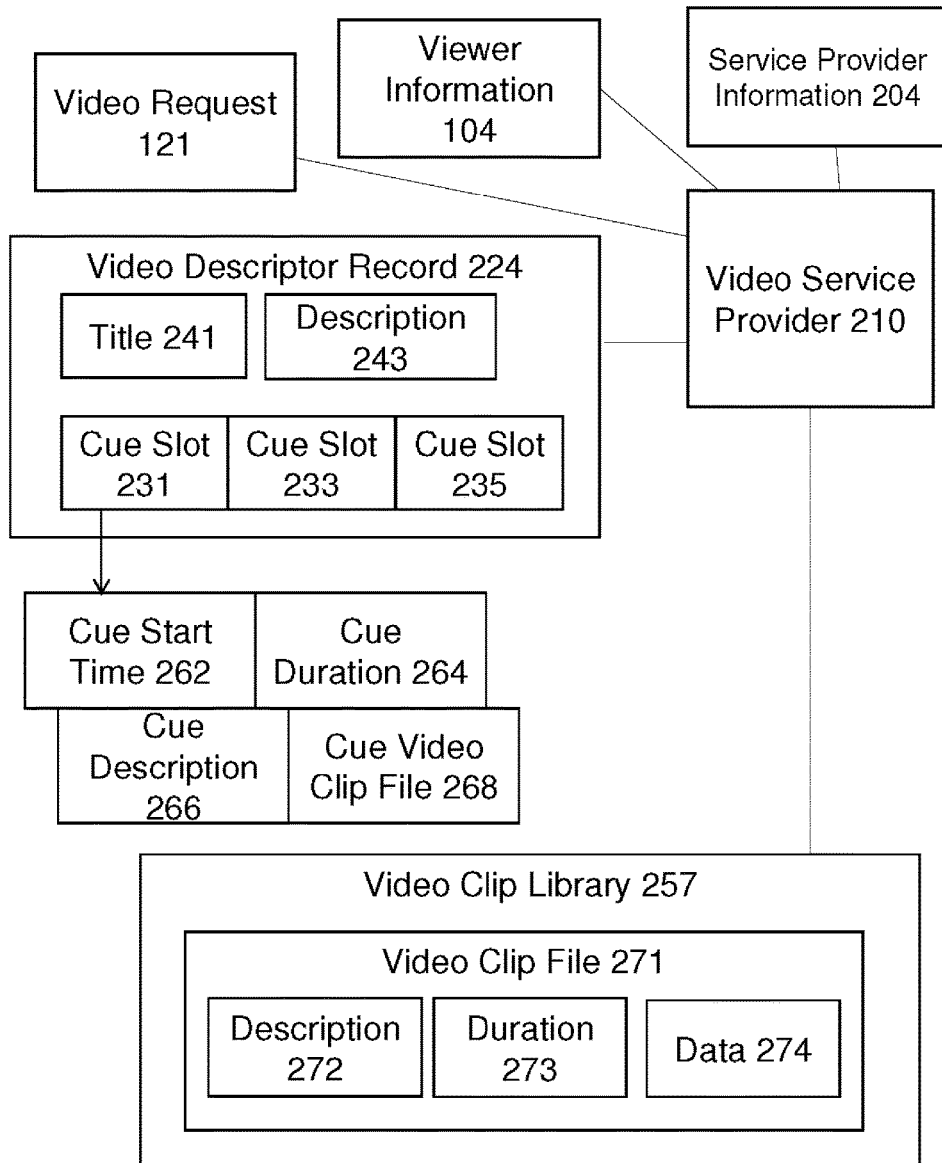 Video Request
121
Viewer
Information
104
Service Provider
Information 204
Video Descriptor Record 224
Title 241
Description
243
Video Service
Provider 210
Cue Slot
231
Cue Slot
233
Cue Slot
235
Cue Start
Time 262
Cue
Duration 264
Cue
Description
266
Cue Video
Clip File 268
Video Clip Library 257
Video Clip File 271
Description
272
Duration
273
Data 274